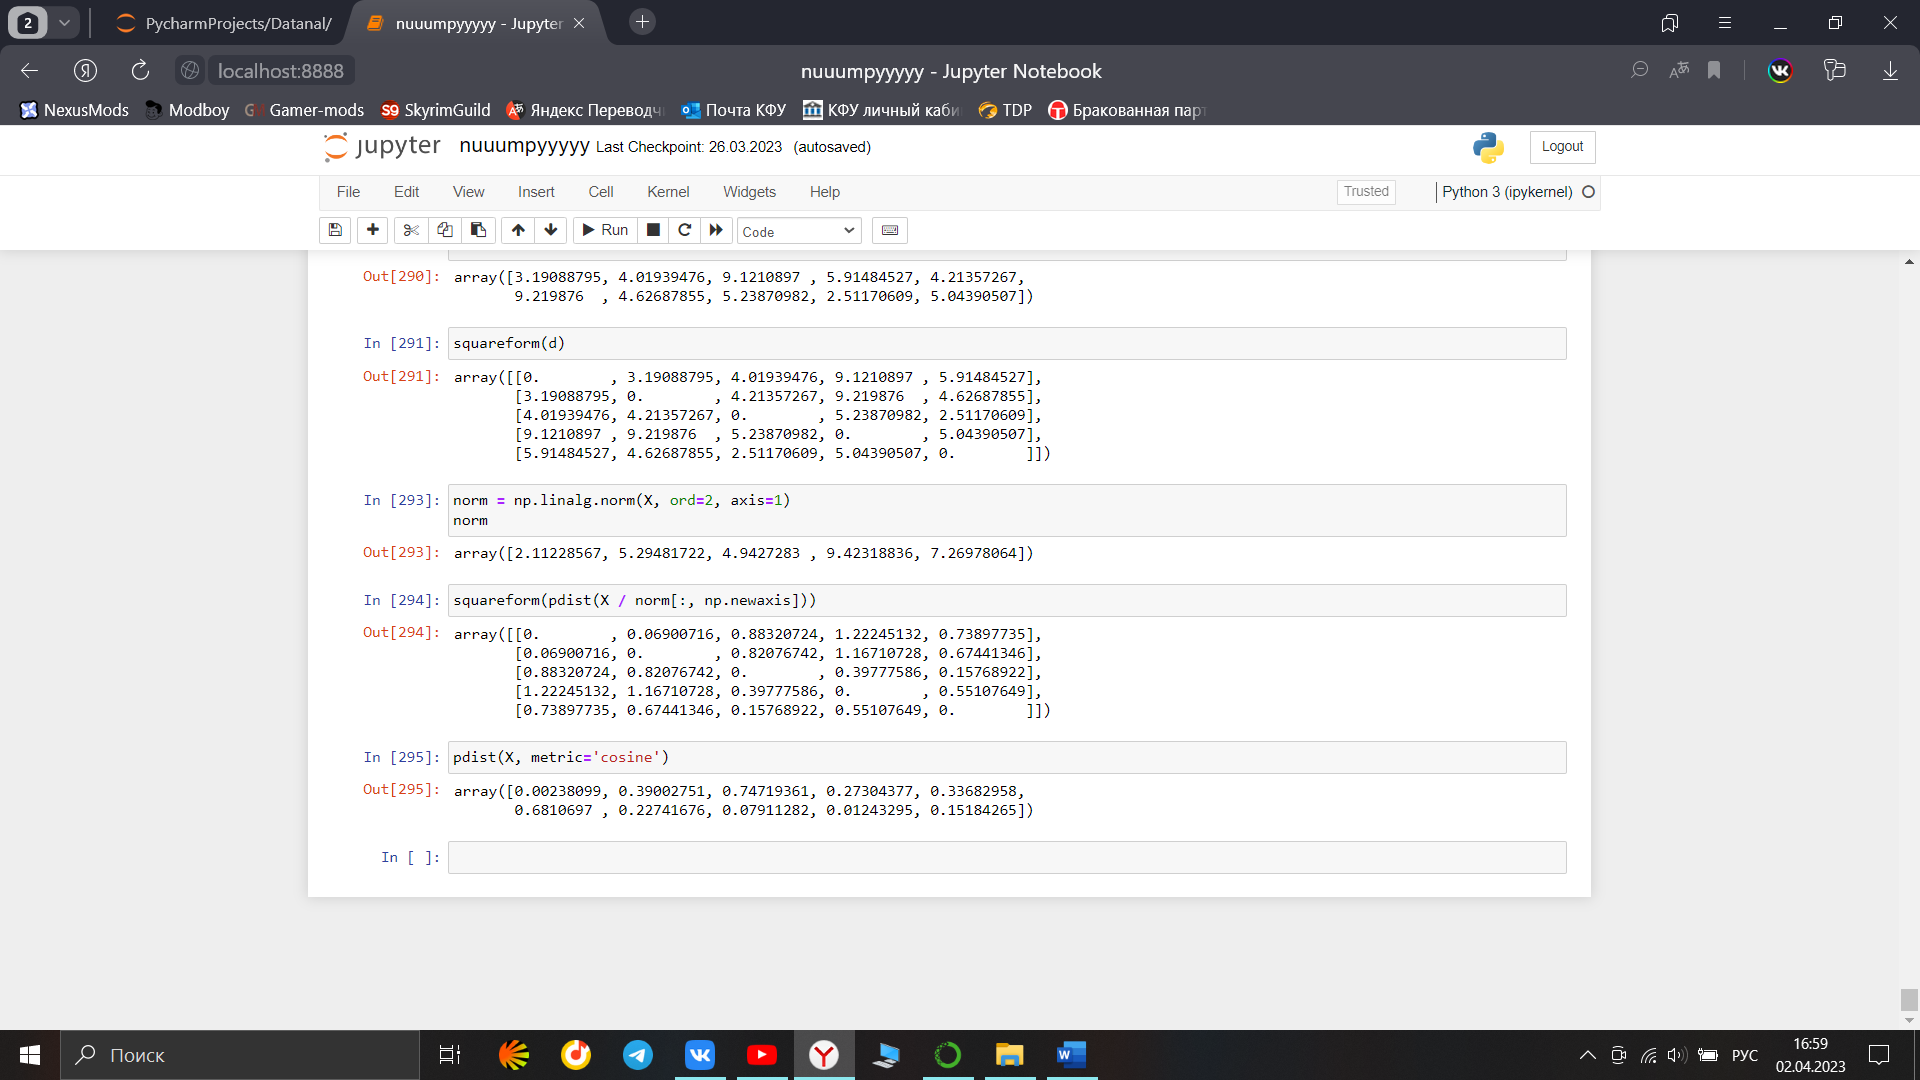 2
PycharmProjects/Datanal/
nuuumpyyyyy - Jupyter
Я
localhost:8888
nuuumpyyyyy - Jupyter Notebook
NexusMods
Modboy
Gamer-mods
S9 SkyrimGuild
Яндекс Переводч
Почта КФУ
КФУ личный каби
TDP
Бракованная пар
jupyter nuuumpyyyyy Last Checkpoint: 26.03.2023 (autosaved)
Logout
File Edit View Insert Cell Kernel Widgets Help
Trusted
Python 3 (ipykernel)
Run
Code
Out[290]: array([3.19088795, 4.01939476, 9.1210897 , 5.91484527, 4.21357267,
9.219876  , 4.62687855, 5.23870982, 2.51170609, 5.04390507])
In [291]: squareform(d)
Out[291]: array([[0.        , 3.19088795, 4.01939476, 9.1210897 , 5.91484527],
[3.19088795, 0.        , 4.21357267, 9.219876  , 4.62687855],
[4.01939476, 4.21357267, 0.        , 5.23870982, 2.51170609],
[9.1210897 , 9.219876  , 5.23870982, 0.        , 5.04390507],
[5.91484527, 4.62687855, 2.51170609, 5.04390507, 0.        ]])
In [293]: norm = np.linalg.norm(X, ord=2, axis=1)
norm
Out[293]: array([2.11228567, 5.29481722, 4.9427283 , 9.42318836, 7.26978064])
In [294]: squareform(pdist(X / norm[:, np.newaxis]))
Out[294]: array([[0.        , 0.06900716, 0.88320724, 1.22245132, 0.73897735],
[0.06900716, 0.        , 0.82076742, 1.16710728, 0.67441346],
[0.88320724, 0.82076742, 0.        , 0.39777586, 0.15768922],
[1.22245132, 1.16710728, 0.39777586, 0.        , 0.55107649],
[0.73897735, 0.67441346, 0.15768922, 0.55107649, 0.        ]])
In [295]: pdist(X, metric='cosine')
Out[295]: array([0.00238099, 0.39002751, 0.74719361, 0.27304377, 0.33682958,
0.6810697 , 0.22741676, 0.07911282, 0.01243295, 0.15184265])
In [ ]:
Поиск
РУС
16:59
02.04.2023